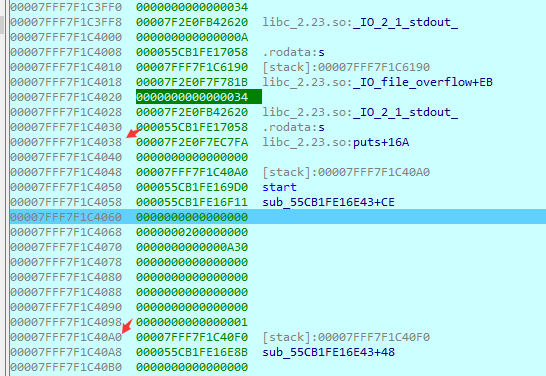 00007FFF7F1C3FF0 0000000000000034
00007FFF7F1C3FF8 00007F2E0FB42620 libc_2.23.so:_IO_2_1_stdout_
00007FFF7F1C4000 000000000000000A
00007FFF7F1C4008 000055CB1FE17058 .rodata:s
00007FFF7F1C4010 00007FFF7F1C6190 [stack]:00007FFF7F1C6190
00007FFF7F1C4018 00007F2E0F7F781B libc_2.23.so:_IO_file_overflow+EB
00007FFF7F1C4020 0000000000000034
00007FFF7F1C4028 00007F2E0FB42620 libc_2.23.so:_IO_2_1_stdout_
00007FFF7F1C4030 000055CB1FE17058 .rodata:s
00007FFF7F1C4038 00007F2E0F7EC7FA libc_2.23.so:puts+16A
00007FFF7F1C4040 0000000000000000
00007FFF7F1C4048 00007FFF7F1C40A0 [stack]:00007FFF7F1C40A0
00007FFF7F1C4050 000055CB1FE169D0 start
00007FFF7F1C4058 000055CB1FE16F11 sub_55CB1FE16E43+CE
00007FFF7F1C4060 0000000000000000
00007FFF7F1C4068 0000000200000000
00007FFF7F1C4070 0000000000000A30
00007FFF7F1C4078 0000000000000000
00007FFF7F1C4080 0000000000000000
00007FFF7F1C4088 0000000000000000
00007FFF7F1C4090 0000000000000000
00007FFF7F1C4098 0000000000000001
00007FFF7F1C40A0 00007FFF7F1C40F0 [stack]:00007FFF7F1C40F0
00007FFF7F1C40A8 000055CB1FE16E8B sub_55CB1FE16E43+48
00007FFF7F1C40B0 0000000000000000